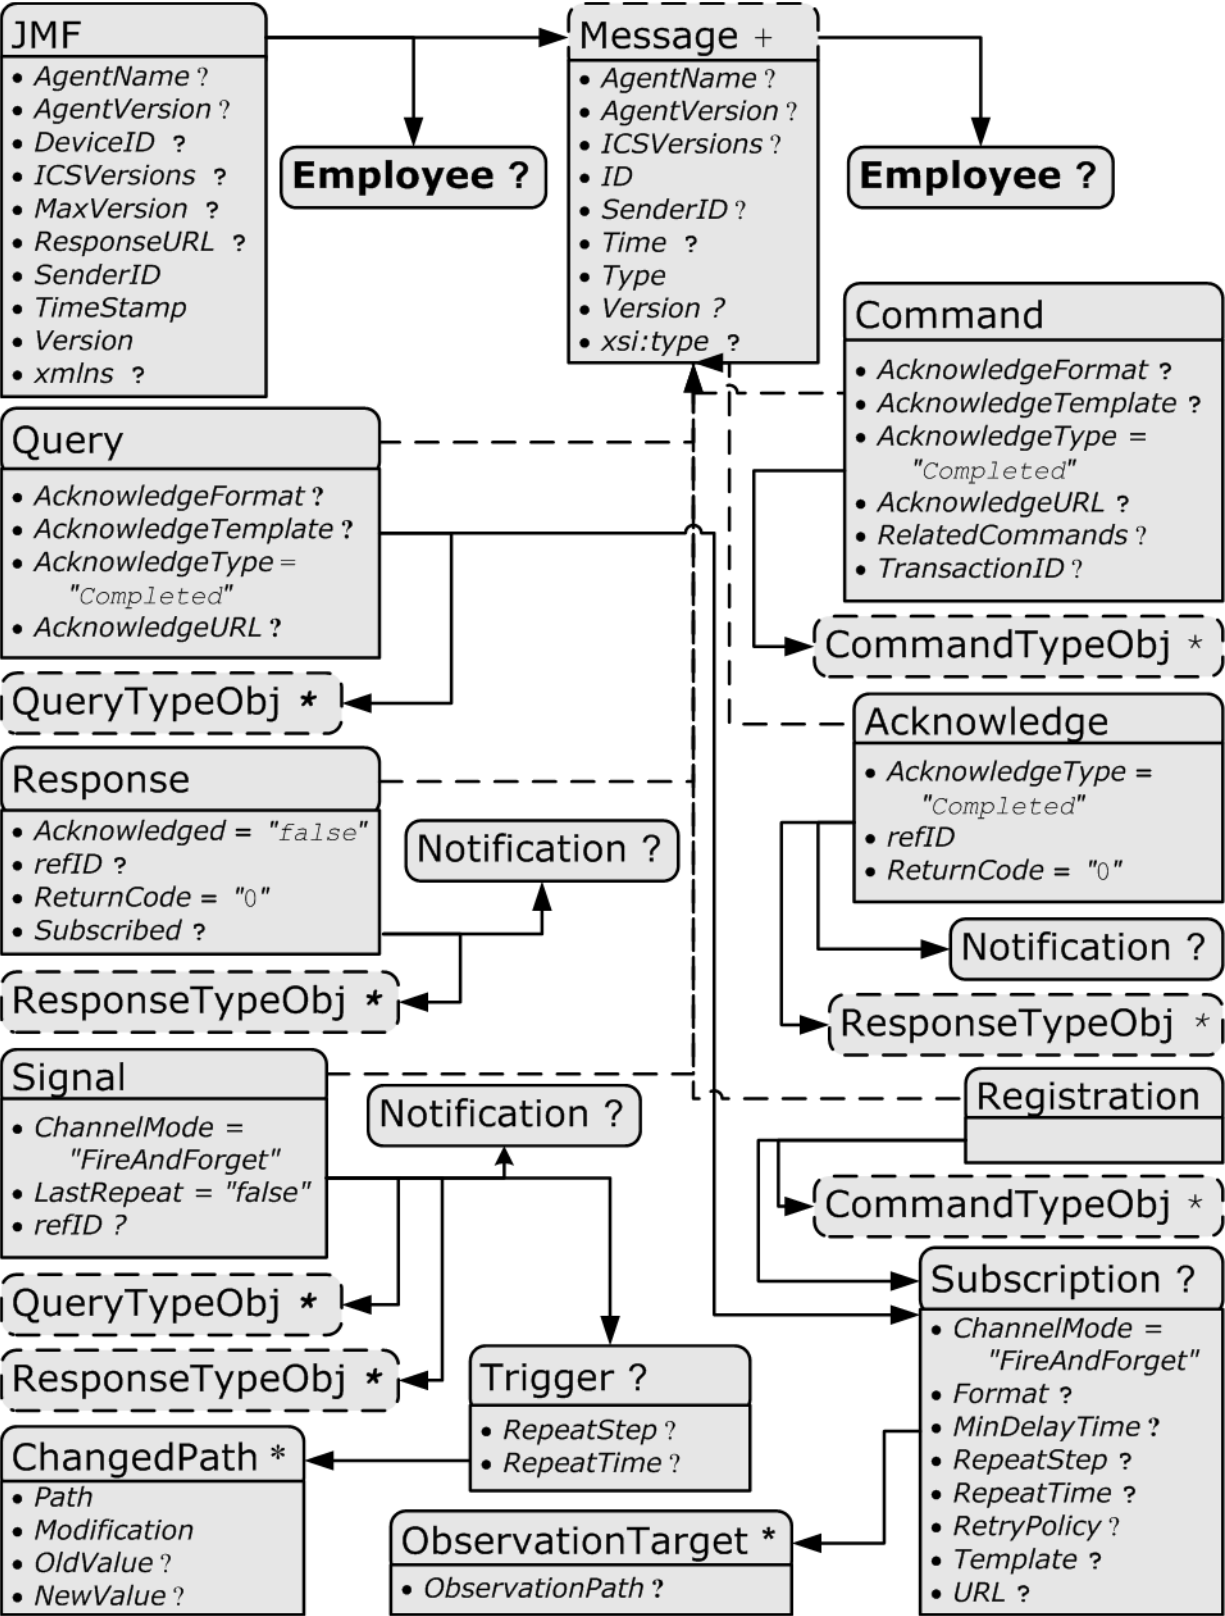 JMF
• AgentName ?
• AgentVersion ?
• DeviceID ?
• ICSVersions ?
• MaxVersion ?
• ResponseURL ?
• SenderID
• TimeStamp
• Version
• xmlns ?
Employee ?
Message +
• AgentName ?
• AgentVersion ?
• ICSVersions ?
• ID
• SenderID ?
• Time ?
• Type
• Version ?
• xsi:type ?
Employee ?
Command
• AcknowledgeFormat ?
• AcknowledgeTemplate ?
• AcknowledgeType =
"Completed"
• AcknowledgeURL ?
• RelatedCommands ?
• TransactionID ?
CommandTypeObj *
Query
• AcknowledgeFormat ?
• AcknowledgeTemplate ?
• AcknowledgeType =
"Completed"
• AcknowledgeURL ?
QueryTypeObj *
Acknowledge
• AcknowledgeType =
"Completed"
• refID
• ReturnCode = "0"
Notification ?
ResponseTypeObj *
Response
• Acknowledged = "false"
• refID ?
• ReturnCode = "0"
• Subscribed ?
Notification ?
ResponseTypeObj *
Signal
• ChannelMode =
"FireAndForget"
• LastRepeat = "false"
• refID ?
Notification ?
QueryTypeObj *
ResponseTypeObj *
Registration
CommandTypeObj *
Subscription ?
• ChannelMode =
"FireAndForget"
• Format ?
• MinDelayTime ?
• RepeatStep ?
• RepeatTime ?
• RetryPolicy ?
• Template ?
• URL ?
Trigger ?
• RepeatStep ?
• RepeatTime ?
ChangedPath *
• Path
• Modification
• OldValue ?
• NewValue ?
ObservationTarget *
• ObservationPath ?